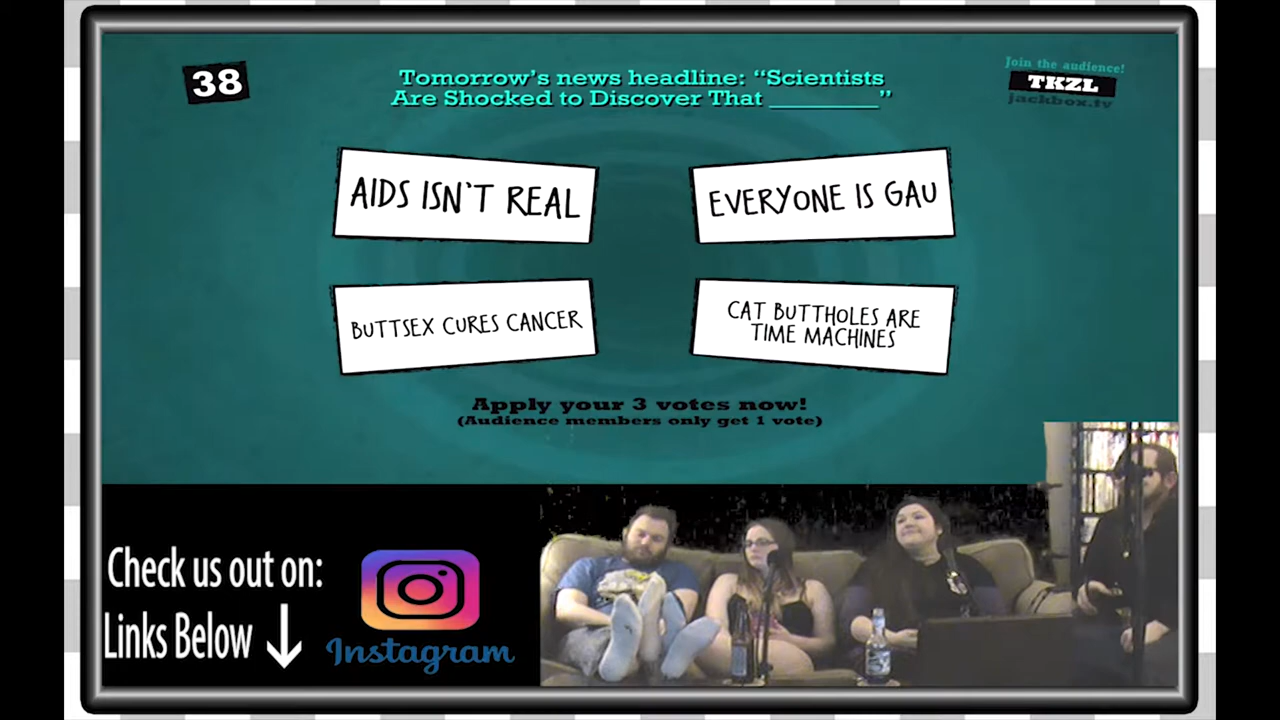 38
Tomorrow's news headline: “Scientists
Are Shocked to Discover That ________”
Join the audience!
TKZL
jackbox.tv
AIDS ISN'T REAL
EVERYONE IS GAU
BUTTSEX CURES CANCER
CAT BUTTHOLES ARE
TIME MACHINES
Apply your 3 votes now!
(Audience members only get 1 vote)
Check us out on:
Links Below
Instagram